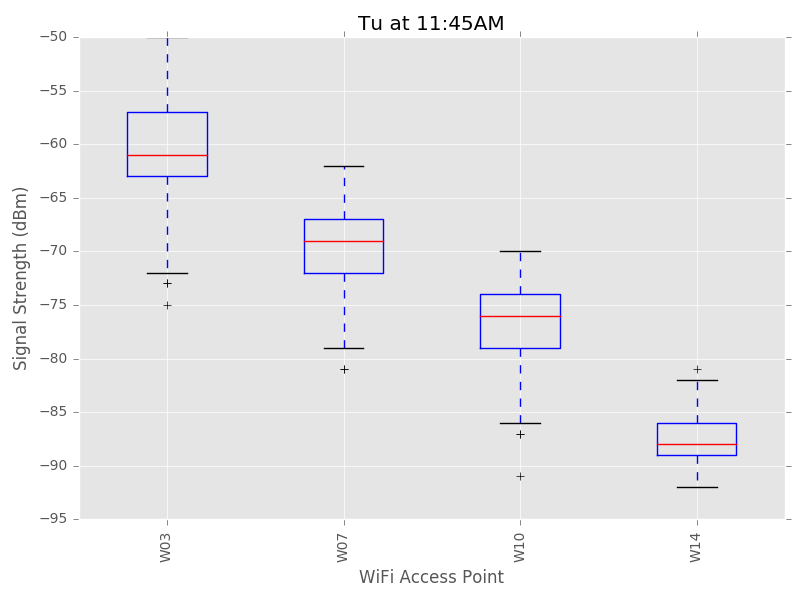 Tu at 11:45AM
Signal Strength (dBm)
−50
−55
−60
−65
−70
−75
−80
−85
−90
−95
W03
W07
W10
W14
WiFi Access Point